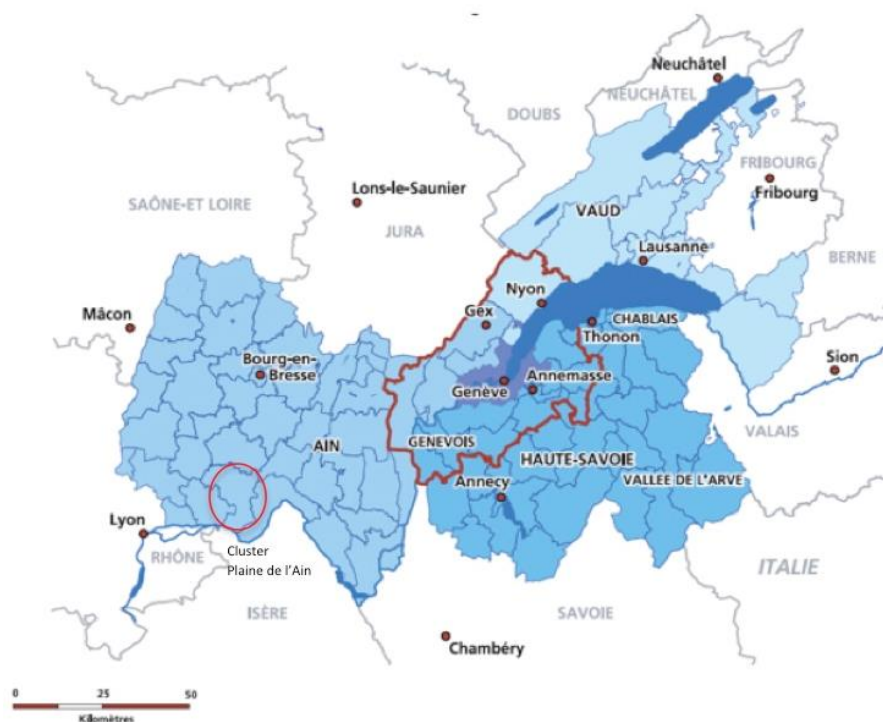 Neuchâtel
NEUCHÂTEL
DOUBS
FRIBOURG
Fribourg
Lons-le-Saunier
SAÔNE-ET LOIRE
VAUD
JURA
Lausanne
BERNE
Nyon
Mâcon
Gex
CHABLAIS
Thonon
Bourg-en-
Bresse
Sion
Annemasse
Genève
VALAIS
AIN
GENEVOIS
HAUTE-SAVOIE
VALLEE DE L'ARVE
Annecy
Lyon
Cluster
Plaine de l'Ain
RHÔNE
ITALIE
ISÈRE
SAVOIE
Chambéry
0 25 50
Kilomètres